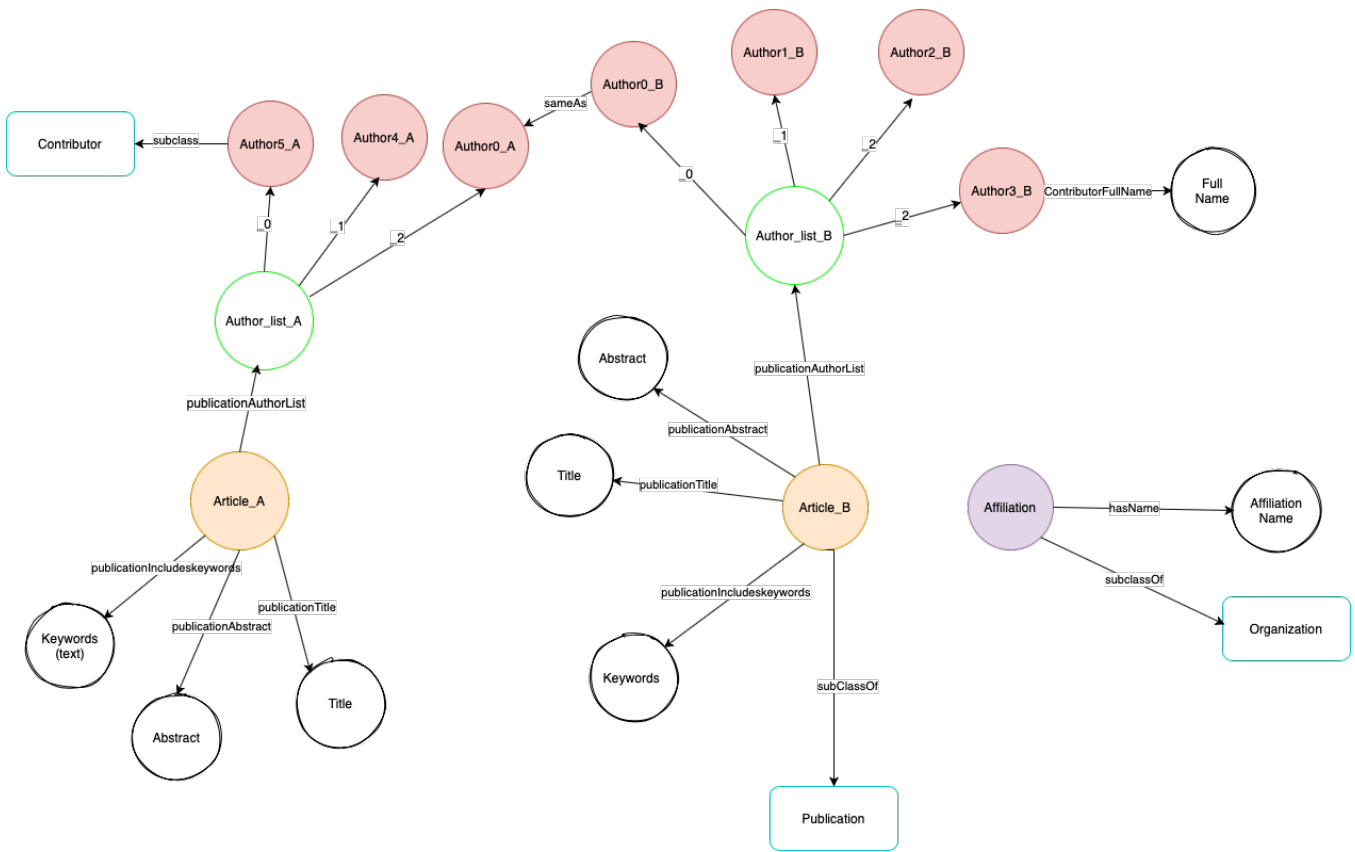 Author1_B
Author2_B
Author0_B
sameAs
Contributor
subclass
Author5_A
Author4_A
Author0_A
_1
_2
_0
Author3_B
ContributorFullName
Full
Name
_0
_1
_2
_2
Author_list_B
Author_list_A
Abstract
publicationAuthorList
publicationAuthorList
publicationAbstract
Title
publicationTitle
Article_A
Article_B
Affiliation
hasName
Affiliation
Name
publicationIncludeskeywords
publicationTitle
publicationAbstract
publicationIncludeskeywords
subclassOf
Organization
Keywords
(text)
Keywords
subClassOf
Abstract
Title
Publication